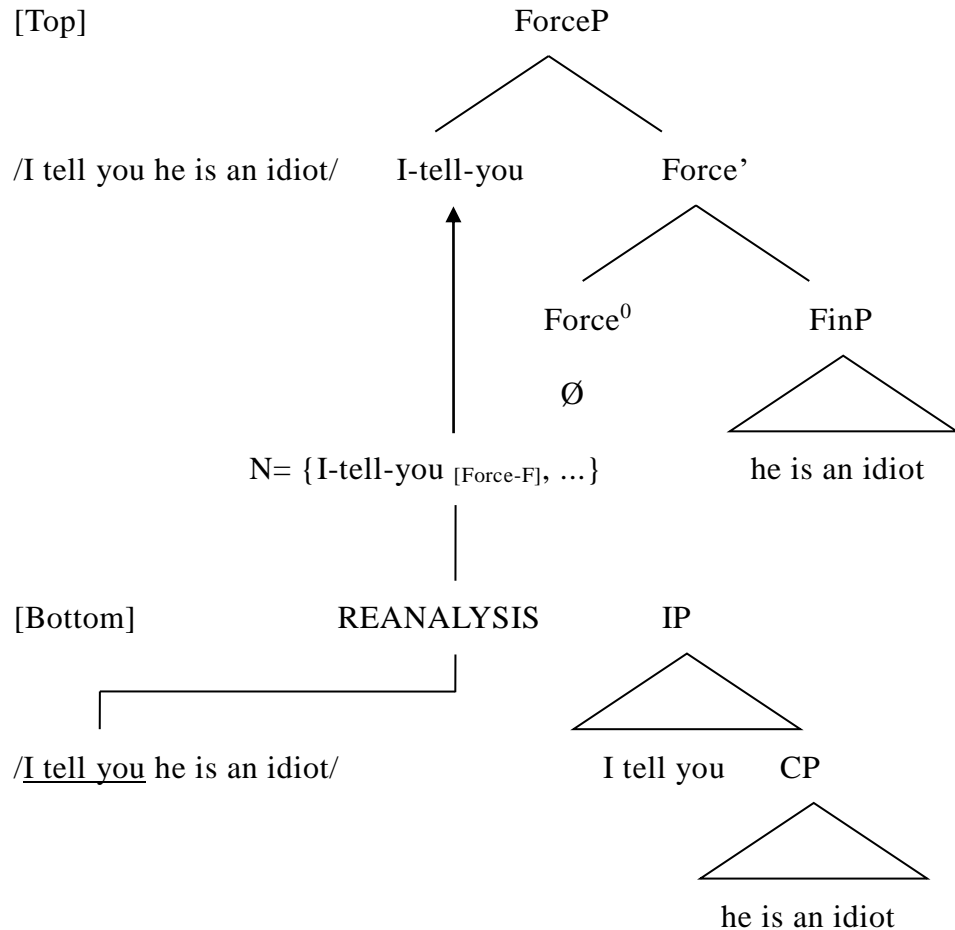 [Top] ForceP
/I tell you he is an idiot/ I-tell-you Force’
Force⁰ FinP
Ø
N= {I-tell-you [Force-F], ...} he is an idiot
[Bottom] REANALYSIS IP
/I tell you he is an idiot/ I tell you CP
he is an idiot